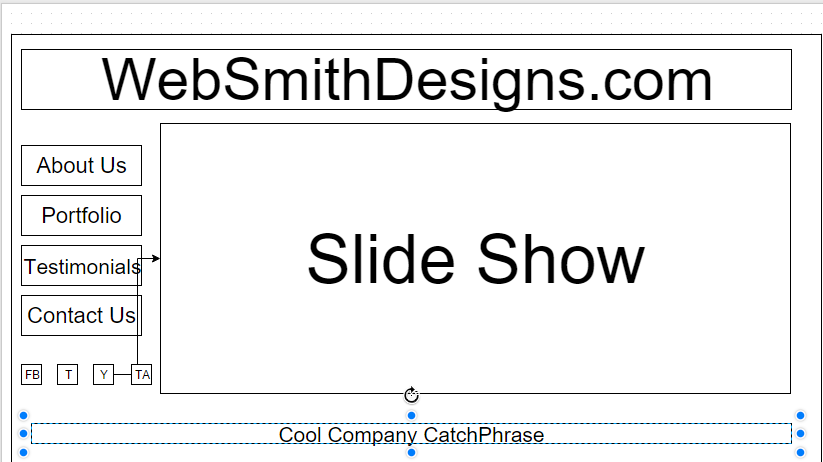 WebSmithDesigns.com
About Us
Portfolio
Testimonials
Contact Us
FB T Y TA
Slide Show
Cool Company CatchPhrase